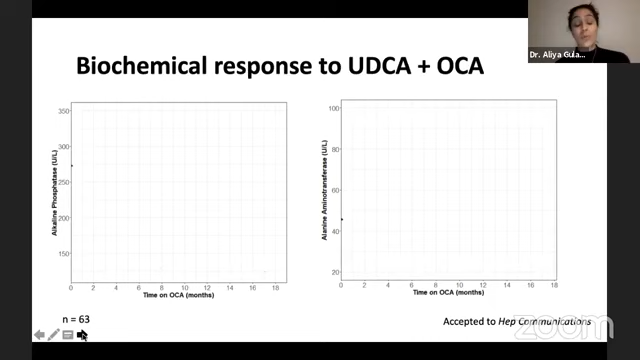 Dr. Aliya Gula...
Biochemical response to UDCA + OCA
350
300
250
200
150
Alkaline Phosphatase (U/L)
0 2 4 6 8 10 12 14 16 18
Time on OCA (months)
100
80
60
40
20
Alanine Aminotransferase (U/L)
0 2 4 6 8 10 12 14 16 18
Time on OCA (months)
n = 63
Accepted to Hep Communications
zoom